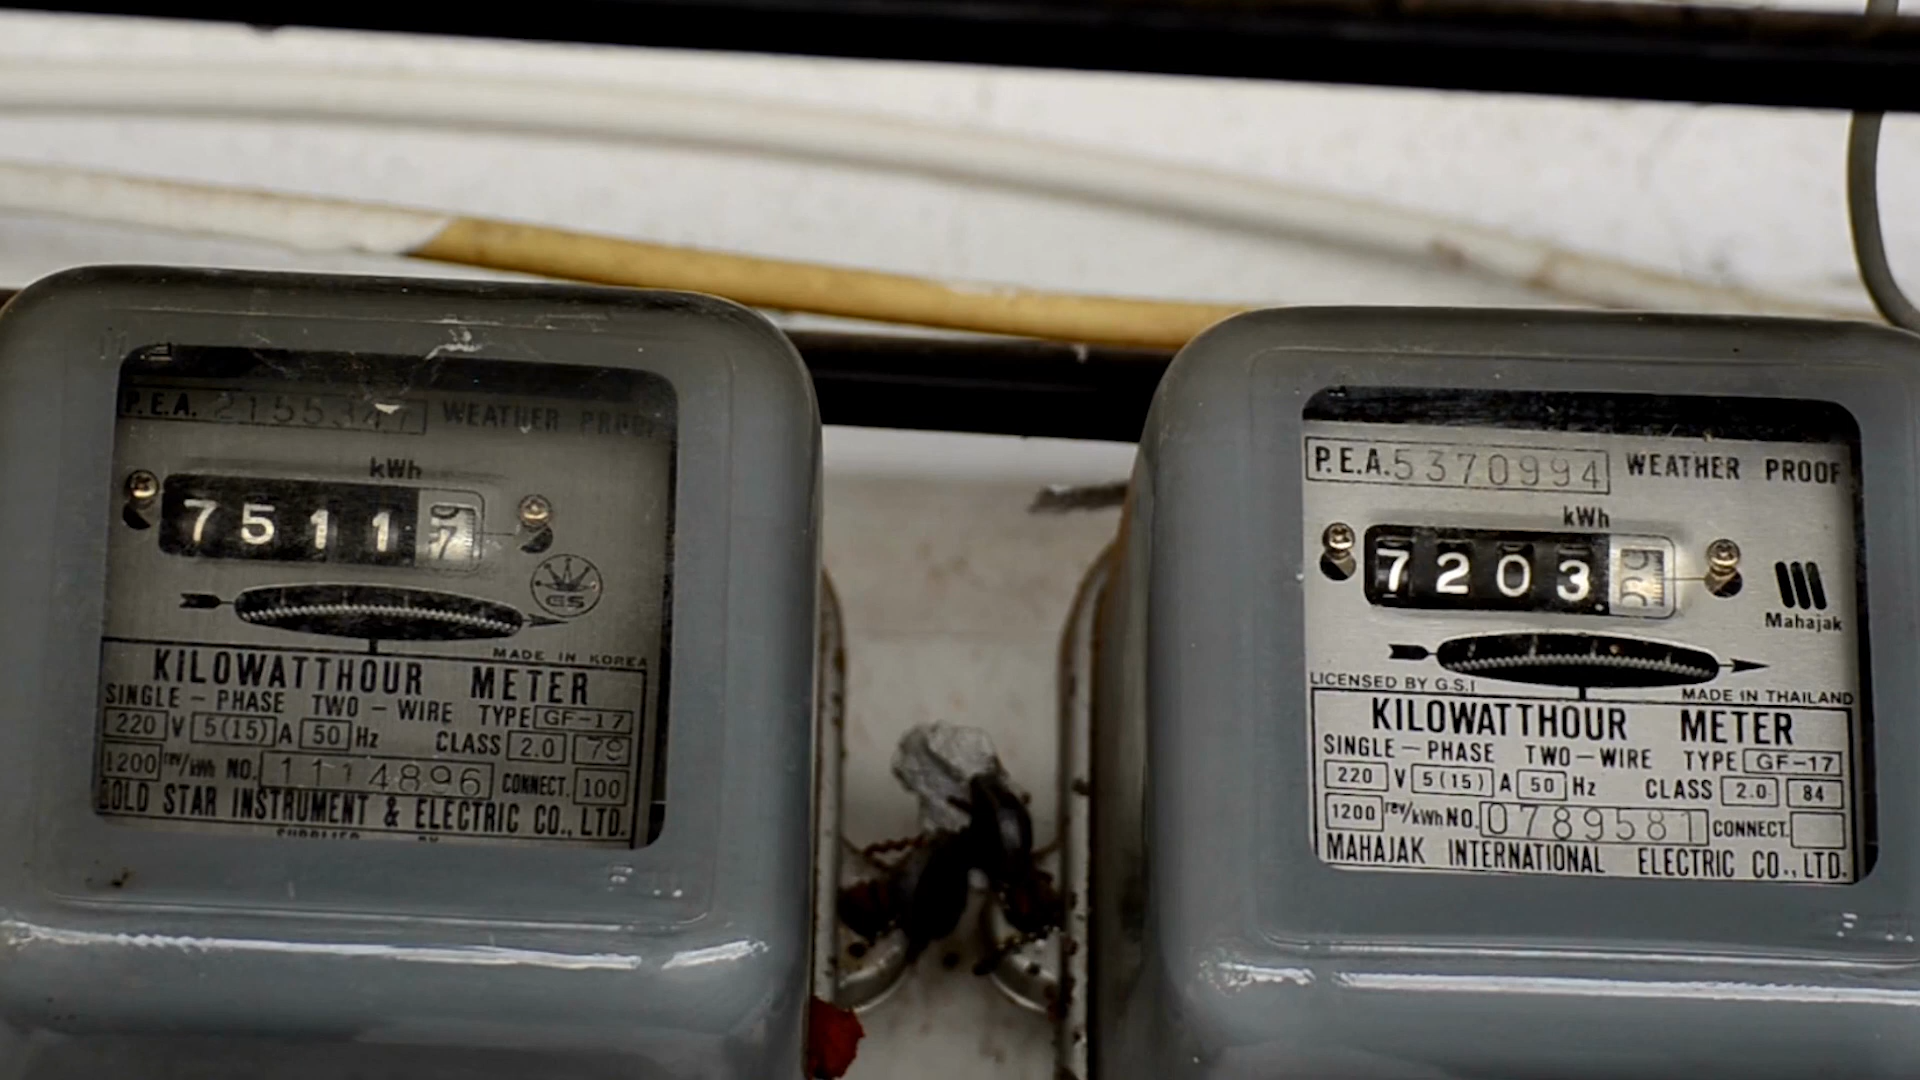 P.E.A. 2155347 WEATHER PROOF
kWh
7511 7
GS
MADE IN KOREA
KILOWATTHOUR METER
SINGLE - PHASE TWO - WIRE TYPE GF-17
220 V 5(15) A 50 Hz CLASS 2.0 79
1200 rev/kWh NO. 1114896 CONNECT. 100
GOLD STAR INSTRUMENT & ELECTRIC CO., LTD.
P.E.A. 5370994 WEATHER PROOF
kWh
7203
Mahajak
LICENSED BY G.S.I
MADE IN THAILAND
KILOWATTHOUR METER
SINGLE - PHASE TWO - WIRE TYPE GF-17
220 V 5(15) A 50 Hz CLASS 2.0 84
1200 rev/kWh NO. 0789581 CONNECT.
MAHAJAK INTERNATIONAL ELECTRIC CO., LTD.